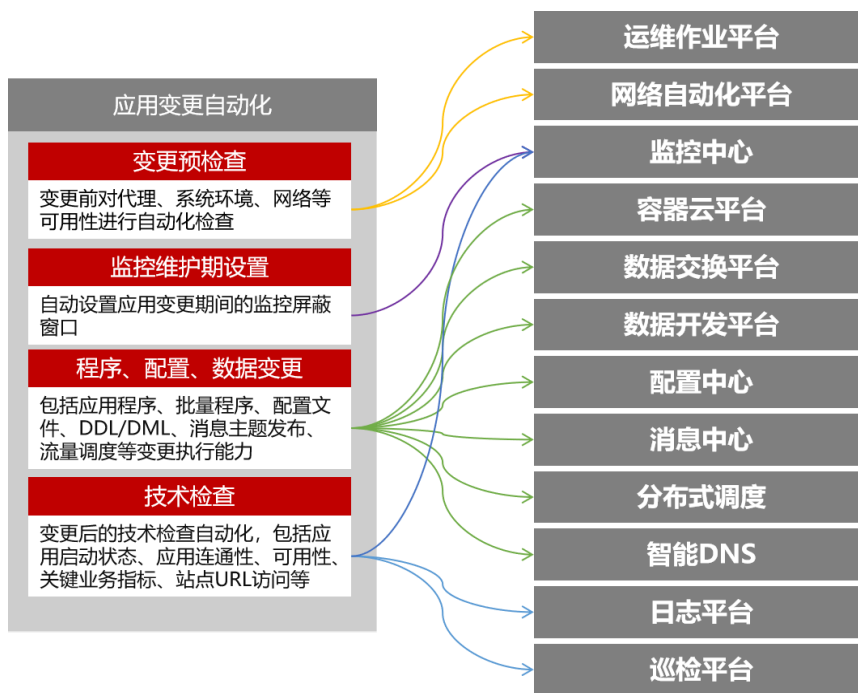 应用变更自动化
变更预检查
变更前对代理、系统环境、网络等
可用性进行自动化检查
监控维护期设置
自动设置应用变更期间的监控屏蔽
窗口
程序、配置、数据变更
包括应用程序、批量程序、配置文
件、DDL/DML、消息主题发布、
流量调度等变更执行能力
技术检查
变更后的技术检查自动化，包括应
用启动状态、应用连通性、可用性、
关键业务指标、站点URL访问等
运维作业平台
网络自动化平台
监控中心
容器云平台
数据交换平台
数据开发平台
配置中心
消息中心
分布式调度
智能DNS
日志平台
巡检平台